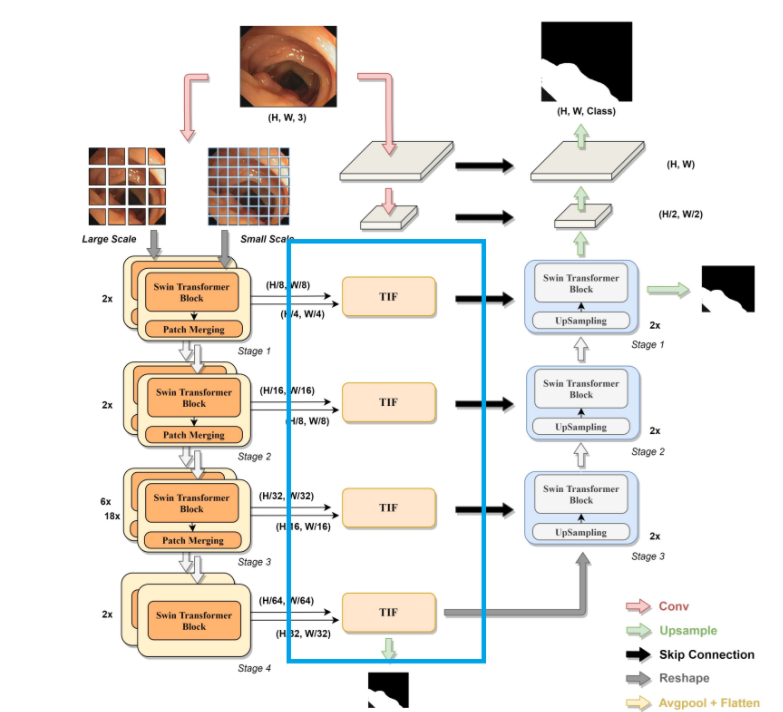 (H, W, 3)
(H, W, Class)
(H, W)
(H/2, W/2)
Large Scale
Small Scale
2x
Swin Transformer
Block
Patch Merging
Stage 1
(H/8, W/8)
(H/4, W/4)
TIF
Swin Transformer
Block
UpSampling
2x
Stage 1
2x
Swin Transformer
Block
Patch Merging
Stage 2
(H/16, W/16)
(H/8, W/8)
TIF
Swin Transformer
Block
UpSampling
2x
Stage 2
6x
18x
Swin Transformer
Block
Patch Merging
Stage 3
(H/32, W/32)
(H/16, W/16)
TIF
Swin Transformer
Block
UpSampling
2x
Stage 3
2x
Swin Transformer
Block
Stage 4
(H/64, W/64)
(H/32, W/32)
TIF
Conv
Upsample
Skip Connection
Reshape
Avgpool + Flatten